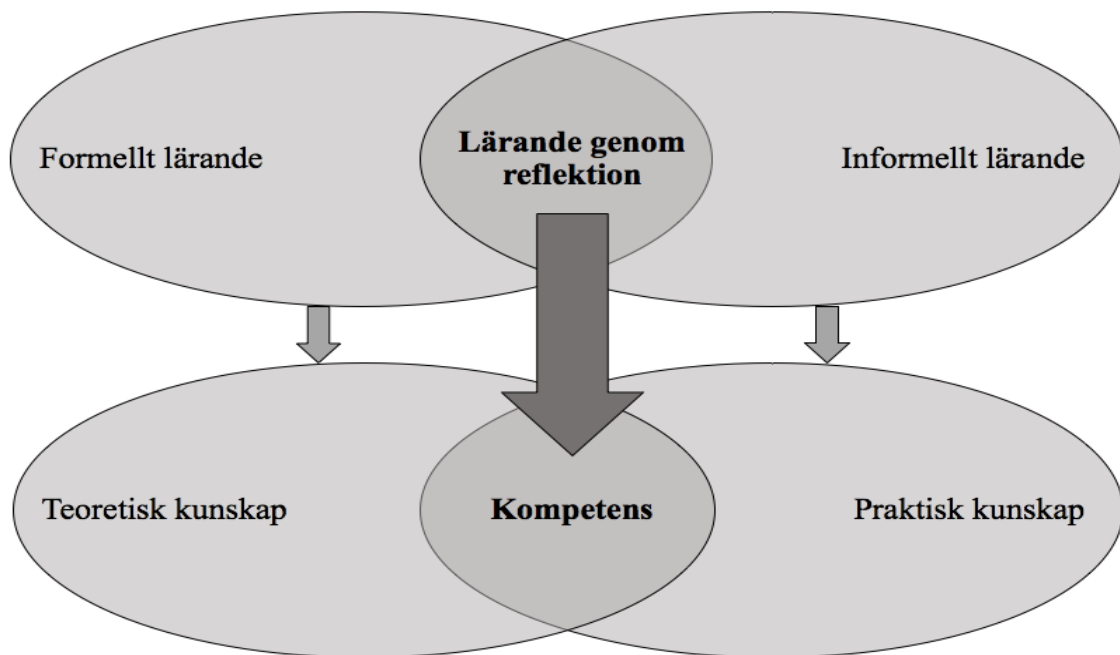 Formellt lärande
Lärande genom
reflektion
Informellt lärande
Teoretisk kunskap
Kompetens
Praktisk kunskap